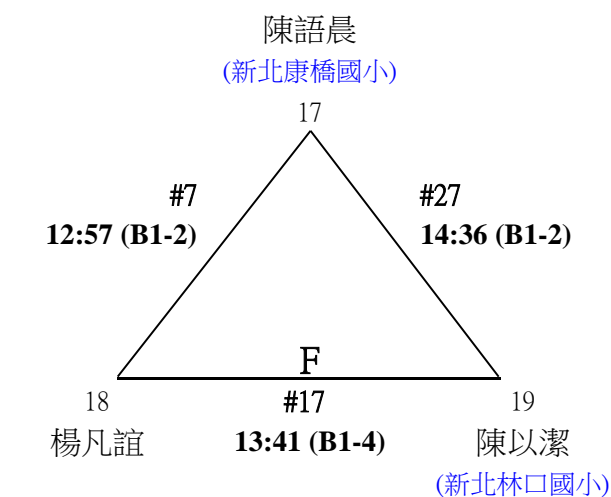 陳語晨
(新北康橋國小)
17
#7
12:57 (B1-2)
#27
14:36 (B1-2)
F
18
#17
19
楊凡誼
13:41 (B1-4)
陳以潔
(新北林口國小)